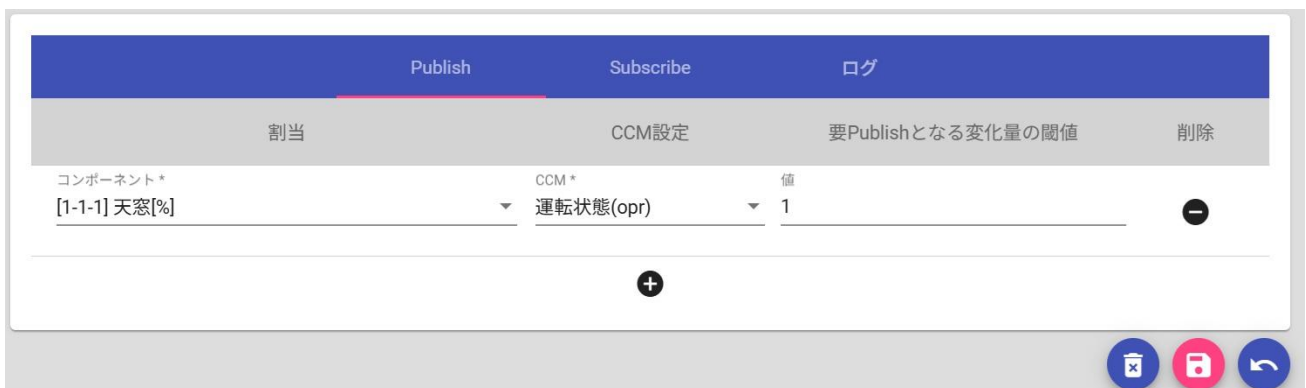 Publish Subscribe ログ
割当 CCM設定 要Publishとなる変化量の閾値 削除
コンポーネント * CCM * 値
[1-1-1] 天窓[%] 運転状態(opr) 1